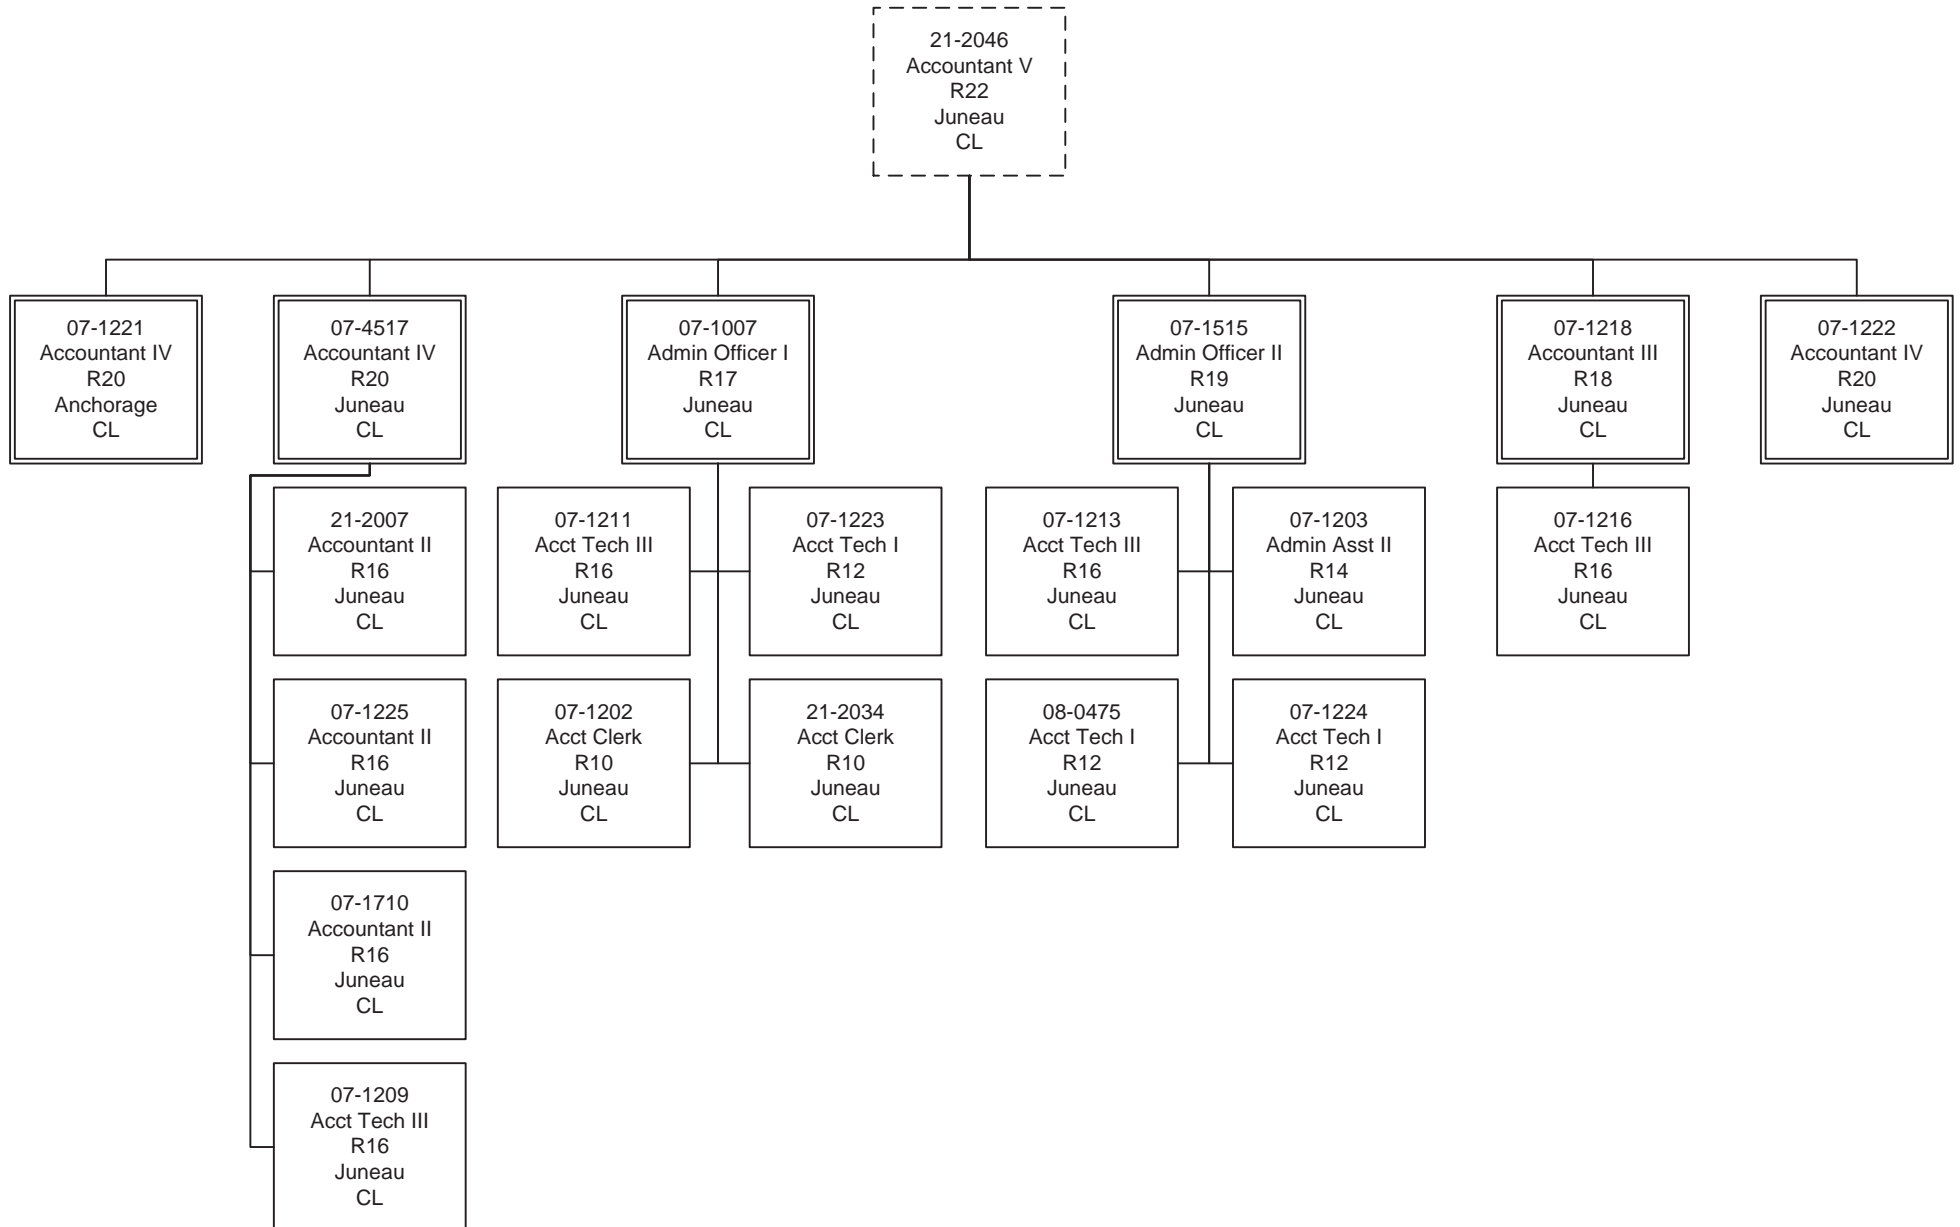 21-2046
Accountant V
R22
Juneau
CL
07-1221
Accountant IV
R20
Anchorage
CL
07-4517
Accountant IV
R20
Juneau
CL
07-1007
Admin Officer I
R17
Juneau
CL
07-1515
Admin Officer II
R19
Juneau
CL
07-1218
Accountant III
R18
Juneau
CL
07-1222
Accountant IV
R20
Juneau
CL
21-2007
Accountant II
R16
Juneau
CL
07-1211
Acct Tech III
R16
Juneau
CL
07-1223
Acct Tech I
R12
Juneau
CL
07-1213
Acct Tech III
R16
Juneau
CL
07-1203
Admin Asst II
R14
Juneau
CL
07-1216
Acct Tech III
R16
Juneau
CL
07-1225
Accountant II
R16
Juneau
CL
07-1202
Acct Clerk
R10
Juneau
CL
21-2034
Acct Clerk
R10
Juneau
CL
08-0475
Acct Tech I
R12
Juneau
CL
07-1224
Acct Tech I
R12
Juneau
CL
07-1710
Accountant II
R16
Juneau
CL
07-1209
Acct Tech III
R16
Juneau
CL